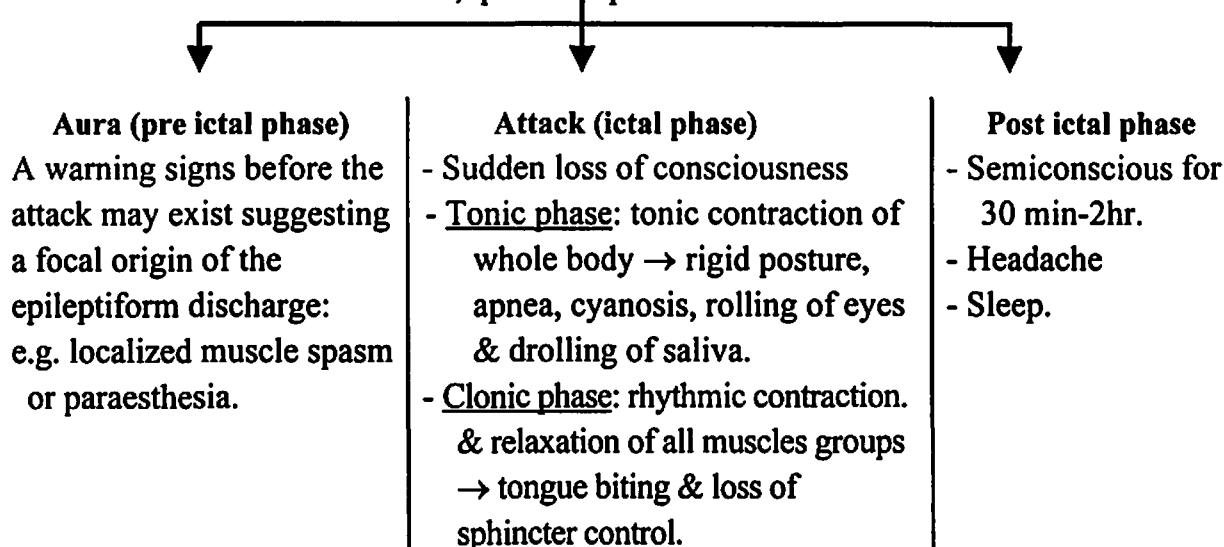 Aura (pre ictal phase)
A warning signs before the
attack may exist suggesting
a focal origin of the
epileptiform discharge:
e.g. localized muscle spasm
or paraesthesia.
Attack (ictal phase)
- Sudden loss of consciousness
- Tonic phase: tonic contraction of
whole body → rigid posture,
apnea, cyanosis, rolling of eyes
& drolling of saliva.
- Clonic phase: rhythmic contraction.
& relaxation of all muscles groups
→ tongue biting & loss of
sphincter control.
Post ictal phase
- Semiconscious for
30 min-2hr.
- Headache
- Sleep.